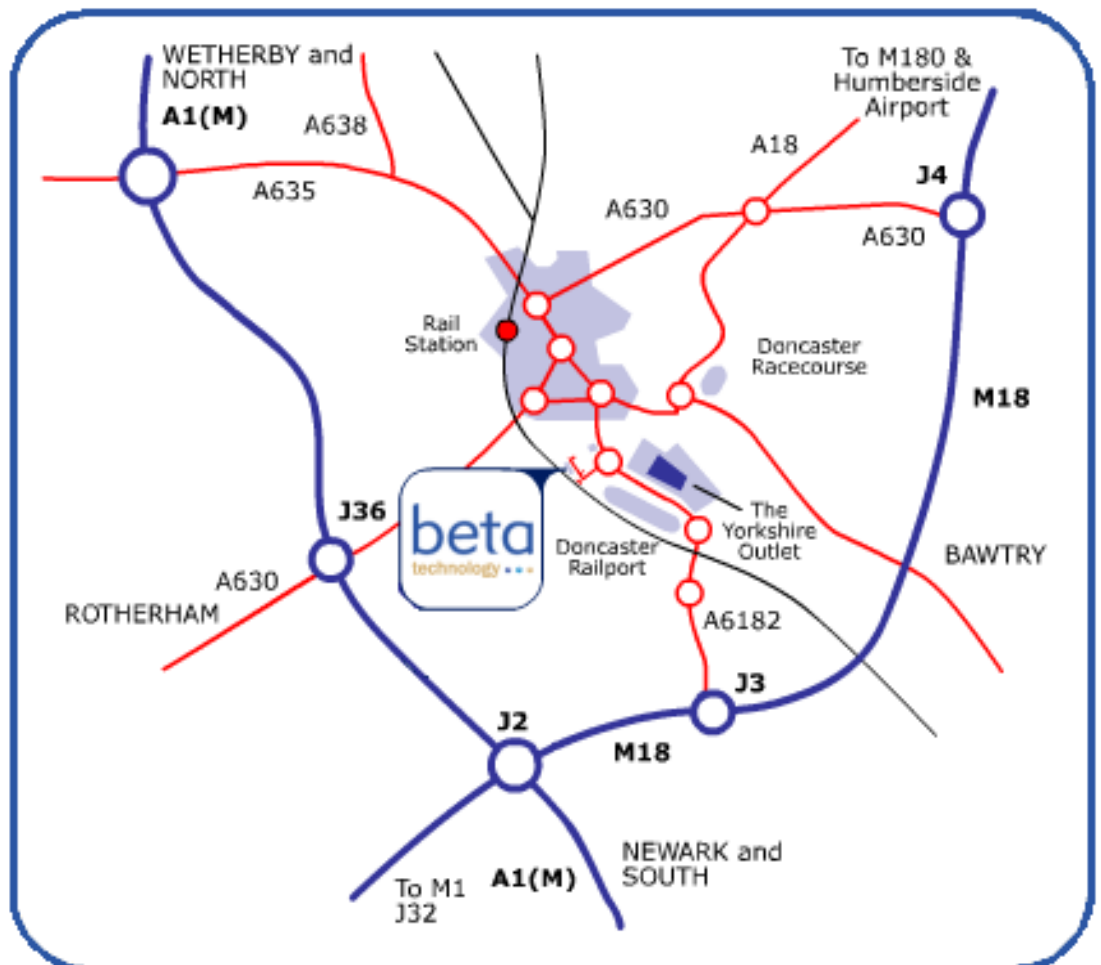 WETHERBY and
NORTH
A1(M)
A638
A635
To M180 &
Humberside
Airport
A18
J4
A630
A630
Rail
Station
Doncaster
Racecourse
M18
J36
beta
technology
Doncaster
Railport
The
Yorkshire
Outlet
BAWTRY
A630
ROTHERHAM
A6182
J3
J2
M18
NEWARK and
SOUTH
A1(M)
To M1
J32